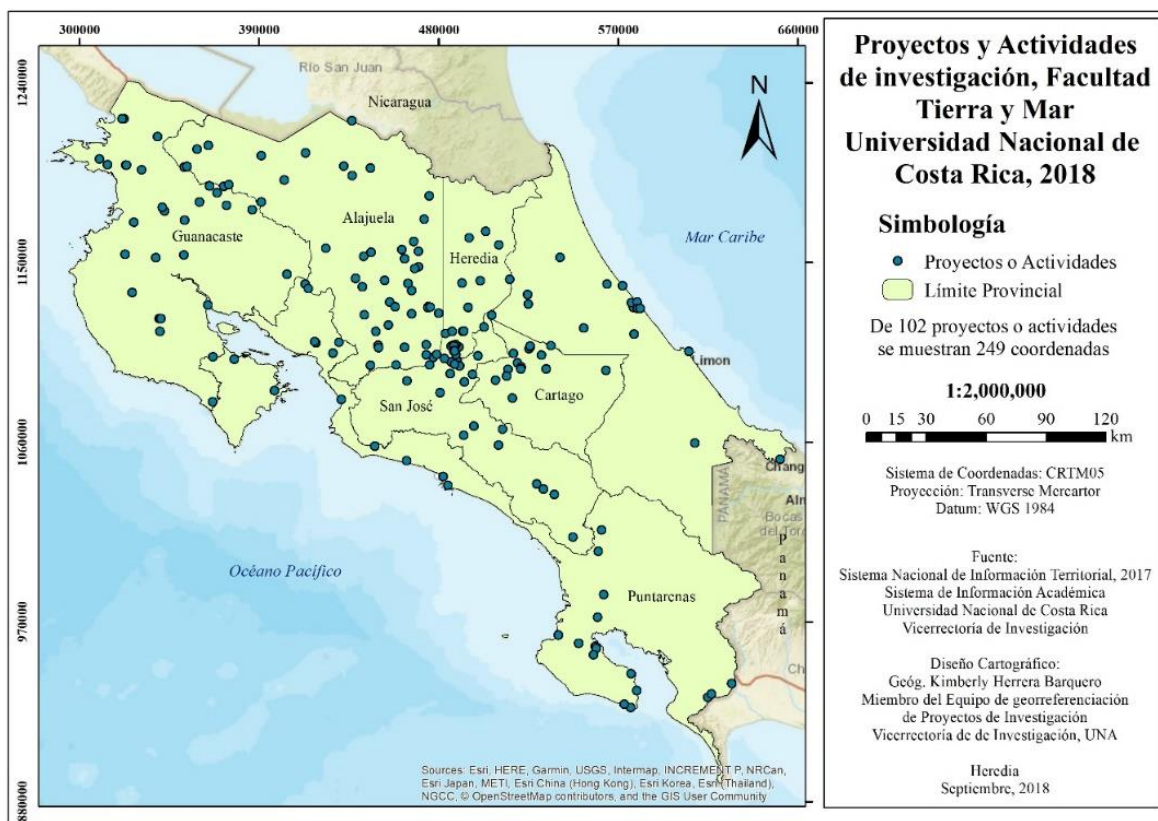 300000 390000 480000 570000 660000
1240000
1150000
1060000
970000
880000
Río San Juan
Nicaragua
N
Alajuela
Guanacaste
Heredia
Mar Caribe
Limon
San José
Cartago
Chang
PANAMÁ
Bocas
del Toro
Panamá
Océano Pacífico
Puntarenas
Sources: Esri, HERE, Garmin, USGS, Intermap, INCREMENT P, NRCan,
Esri Japan, METI, Esri China (Hong Kong), Esri Korea, Esri (Thailand),
NGCC, © OpenStreetMap contributors, and the GIS User Community
Proyectos y Actividades
de investigación, Facultad
Tierra y Mar
Universidad Nacional de
Costa Rica, 2018
Simbología
Proyectos o Actividades
Límite Provincial
De 102 proyectos o actividades
se muestran 249 coordenadas
1:2,000,000
0 15 30 60 90 120
km
Sistema de Coordenadas: CRTM05
Proyección: Transverse Mercartor
Datum: WGS 1984
Fuente:
Sistema Nacional de Información Territorial, 2017
Sistema de Información Académica
Universidad Nacional de Costa Rica
Vicerrectoría de Investigación
Diseño Cartográfico:
Geóg. Kimberly Herrera Barquero
Miembro del Equipo de georreferenciación
de Proyectos de Investigación
Vicerrectoría de de Investigación, UNA
Heredia
Septiembre, 2018